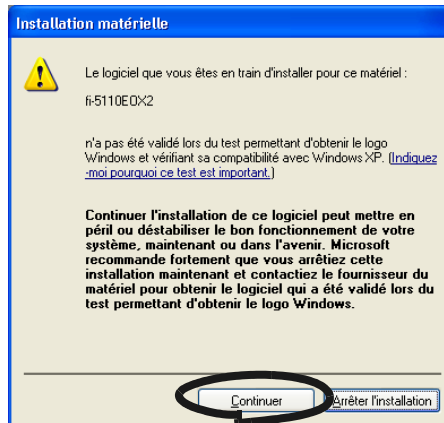 Installation matérielle
Le logiciel que vous êtes en train d'installer pour ce matériel :
fi-5110EOX2
n'a pas été validé lors du test permettant d'obtenir le logo
Windows et vérifiant sa compatibilité avec Windows XP. (Indiquez
-moi pourquoi ce test est important.)
Continuer l'installation de ce logiciel peut mettre en
péril ou déstabiliser le bon fonctionnement de votre
système, maintenant ou dans l'avenir. Microsoft
recommande fortement que vous arrêtiez cette
installation maintenant et contactiez le fournisseur du
matériel pour obtenir le logiciel qui a été validé lors du
test permettant d'obtenir le logo Windows.
Continuer Arrêter l'installation